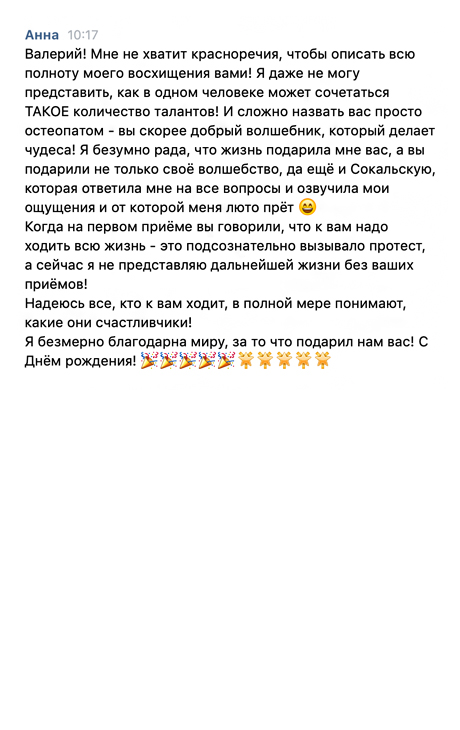 Анна 10:17
Валерий! Мне не хватит красноречия, чтобы описать всю
полноту моего восхищения вами! Я даже не могу
представить, как в одном человеке может сочетаться
ТАКОЕ количество талантов! И сложно назвать вас просто
остеопатом - вы скорее добрый волшебник, который делает
чудеса! Я безумно рада, что жизнь подарила мне вас, а вы
подарили не только своё волшебство, да ещё и Сокальскую,
которая ответила мне на все вопросы и озвучила мои
ощущения и от которой меня люто прёт 😄
Когда на первом приёме вы говорили, что к вам надо
ходить всю жизнь - это подсознательно вызывало протест,
а сейчас я не представляю дальнейшей жизни без ваших
приёмов!
Надеюсь все, кто к вам ходит, в полной мере понимают,
какие они счастливчики!
Я безмерно благодарна миру, за то что подарил нам вас! С
Днём рождения! 🎉🎉🎉🎉🎉